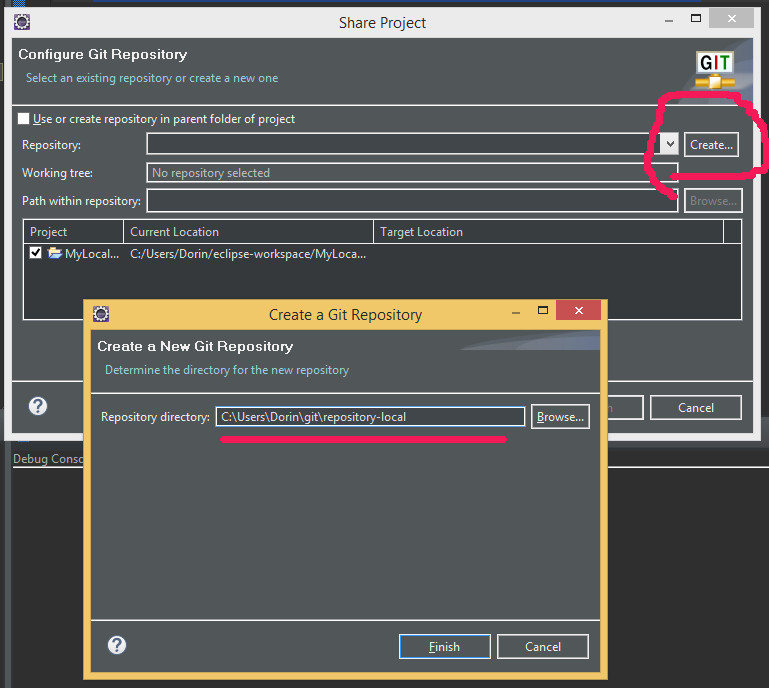 Share Project
Configure Git Repository
Select an existing repository or create a new one
GIT
Use or create repository in parent folder of project
Repository: Create...
Working tree: No repository selected
Path within repository: Browse...
Project Current Location Target Location
MyLocal... C:/Users/Dorin/eclipse-workspace/MyLoca...
Create a Git Repository
Create a New Git Repository
Determine the directory for the new repository
? Cancel
Repository directory: C:\Users\Dorin\git\repository-local Browse...
Debug Consc
? Finish Cancel